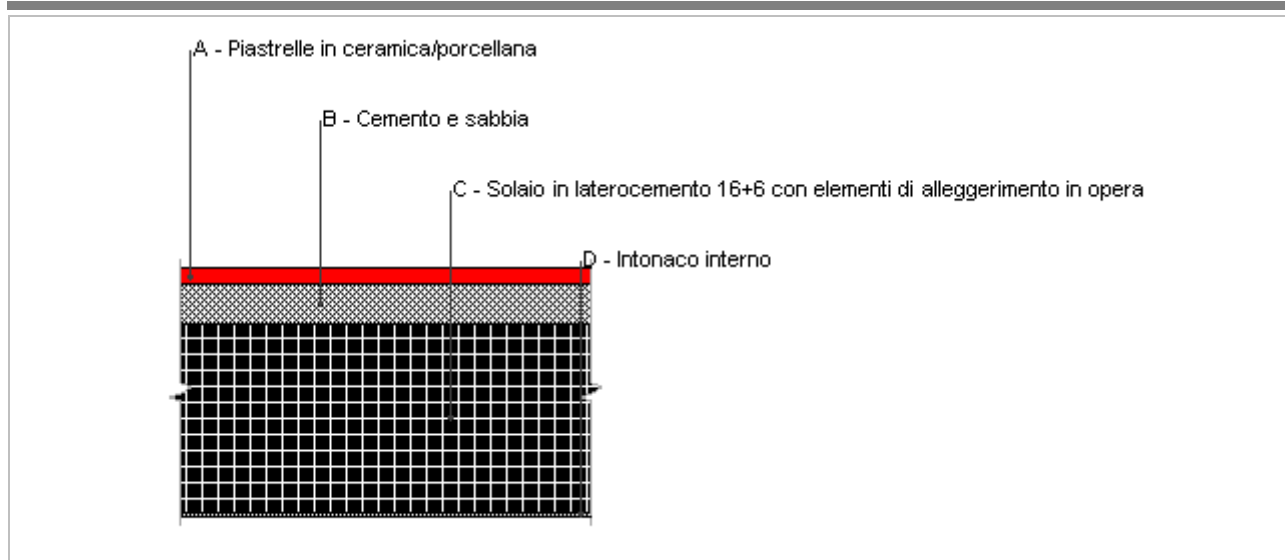 A - Piastrelle in ceramica/porcellana
B - Cemento e sabbia
C - Solaio in laterocemento 16+6 con elementi di alleggerimento in opera
D - Intonaco interno